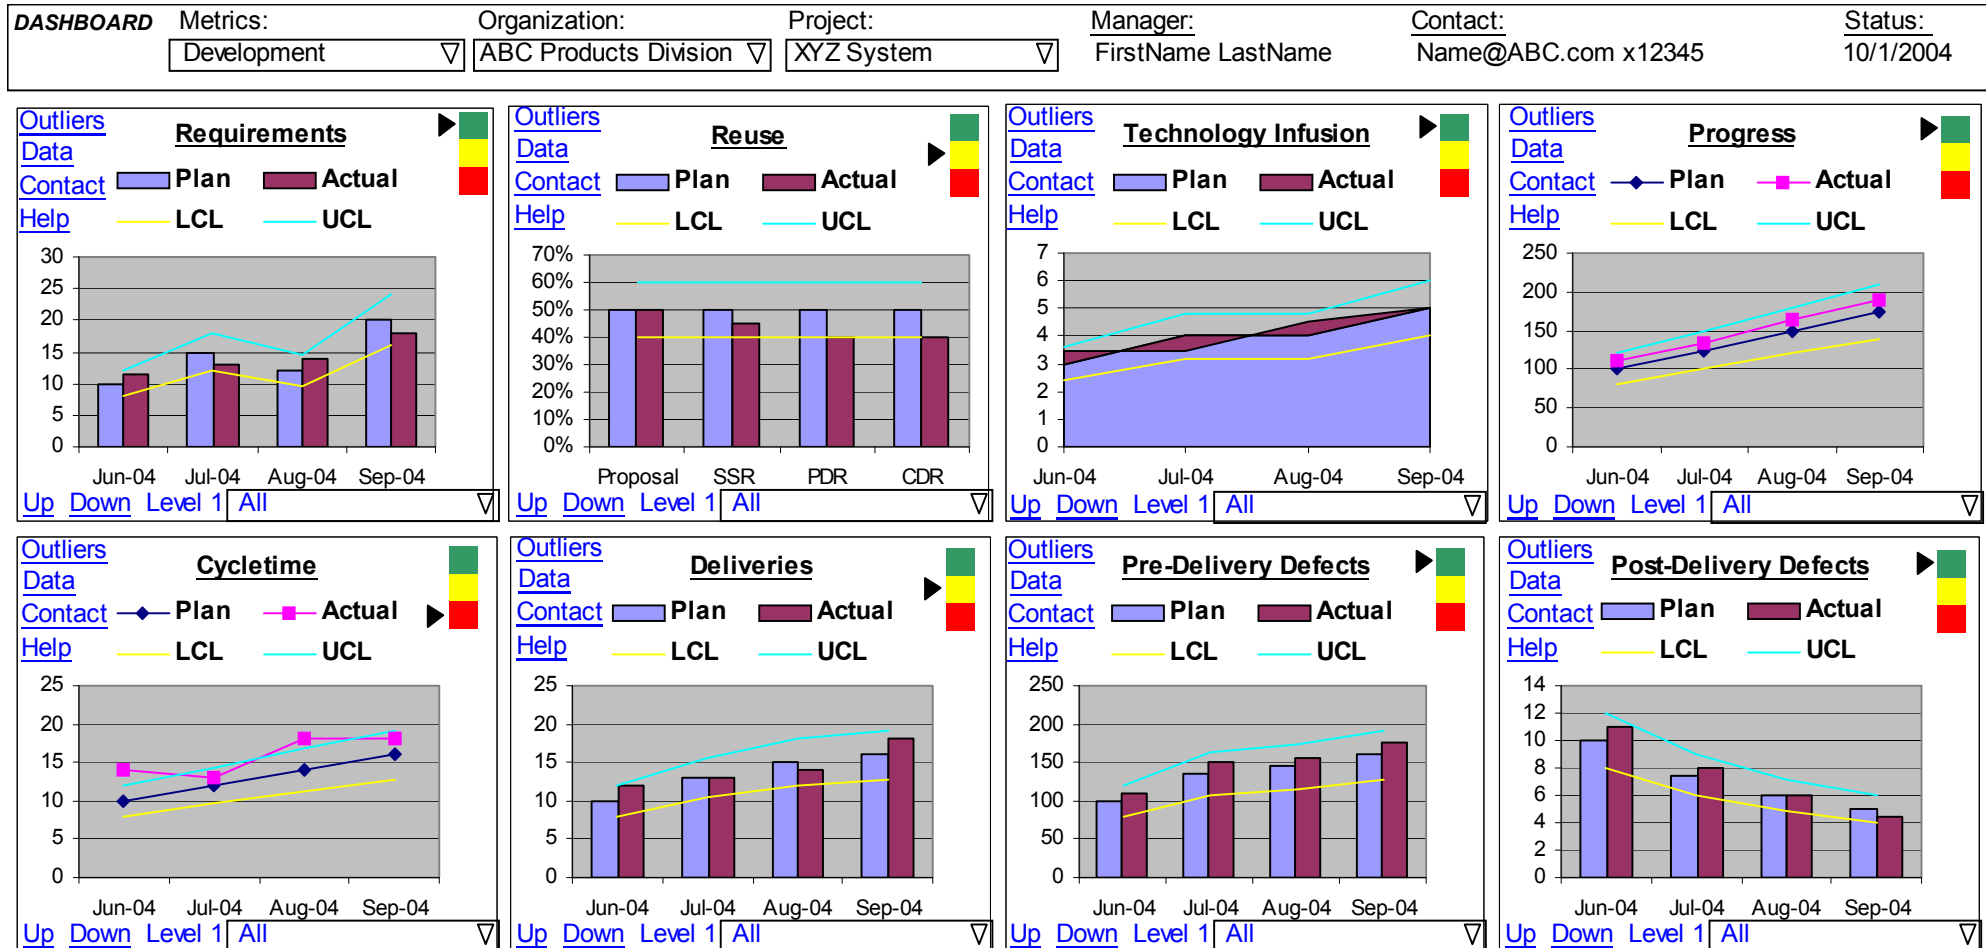 DASHBOARD Metrics: Organization: Project: Manager: Contact: Status:
Development ABC Products Division XYZ System FirstName LastName Name@ABC.com x12345 10/1/2004
Outliers
Data
Contact
Help
Requirements
Plan Actual
LCL UCL
30
25
20
15
10
5
0
Jun-04 Jul-04 Aug-04 Sep-04
Up Down Level 1 All
Outliers
Data
Contact
Help
Reuse
Plan Actual
LCL UCL
70%
60%
50%
40%
30%
20%
10%
0%
Proposal SSR PDR CDR
Up Down Level 1 All
Outliers
Data
Contact
Help
Technology Infusion
Plan Actual
LCL UCL
7
6
5
4
3
2
1
0
Jun-04 Jul-04 Aug-04 Sep-04
Up Down Level 1 All
Outliers
Data
Contact
Help
Progress
Plan Actual
LCL UCL
250
200
150
100
50
0
Jun-04 Jul-04 Aug-04 Sep-04
Up Down Level 1 All
Outliers
Data
Contact
Help
Cycletime
Plan Actual
LCL UCL
25
20
15
10
5
0
Jun-04 Jul-04 Aug-04 Sep-04
Up Down Level 1 All
Outliers
Data
Contact
Help
Deliveries
Plan Actual
LCL UCL
25
20
15
10
5
0
Jun-04 Jul-04 Aug-04 Sep-04
Up Down Level 1 All
Outliers
Data
Contact
Help
Pre-Delivery Defects
Plan Actual
LCL UCL
250
200
150
100
50
0
Jun-04 Jul-04 Aug-04 Sep-04
Up Down Level 1 All
Outliers
Data
Contact
Help
Post-Delivery Defects
Plan Actual
LCL UCL
14
12
10
8
6
4
2
0
Jun-04 Jul-04 Aug-04 Sep-04
Up Down Level 1 All